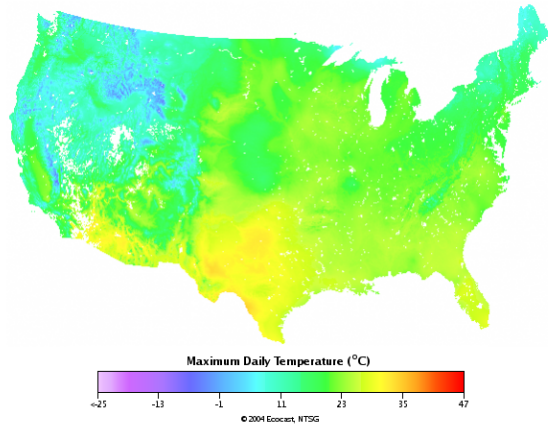 Maximum Daily Temperature (°C)
<-25 -13 -1 11 23 35 47
© 2004 Ecocast, NTSG